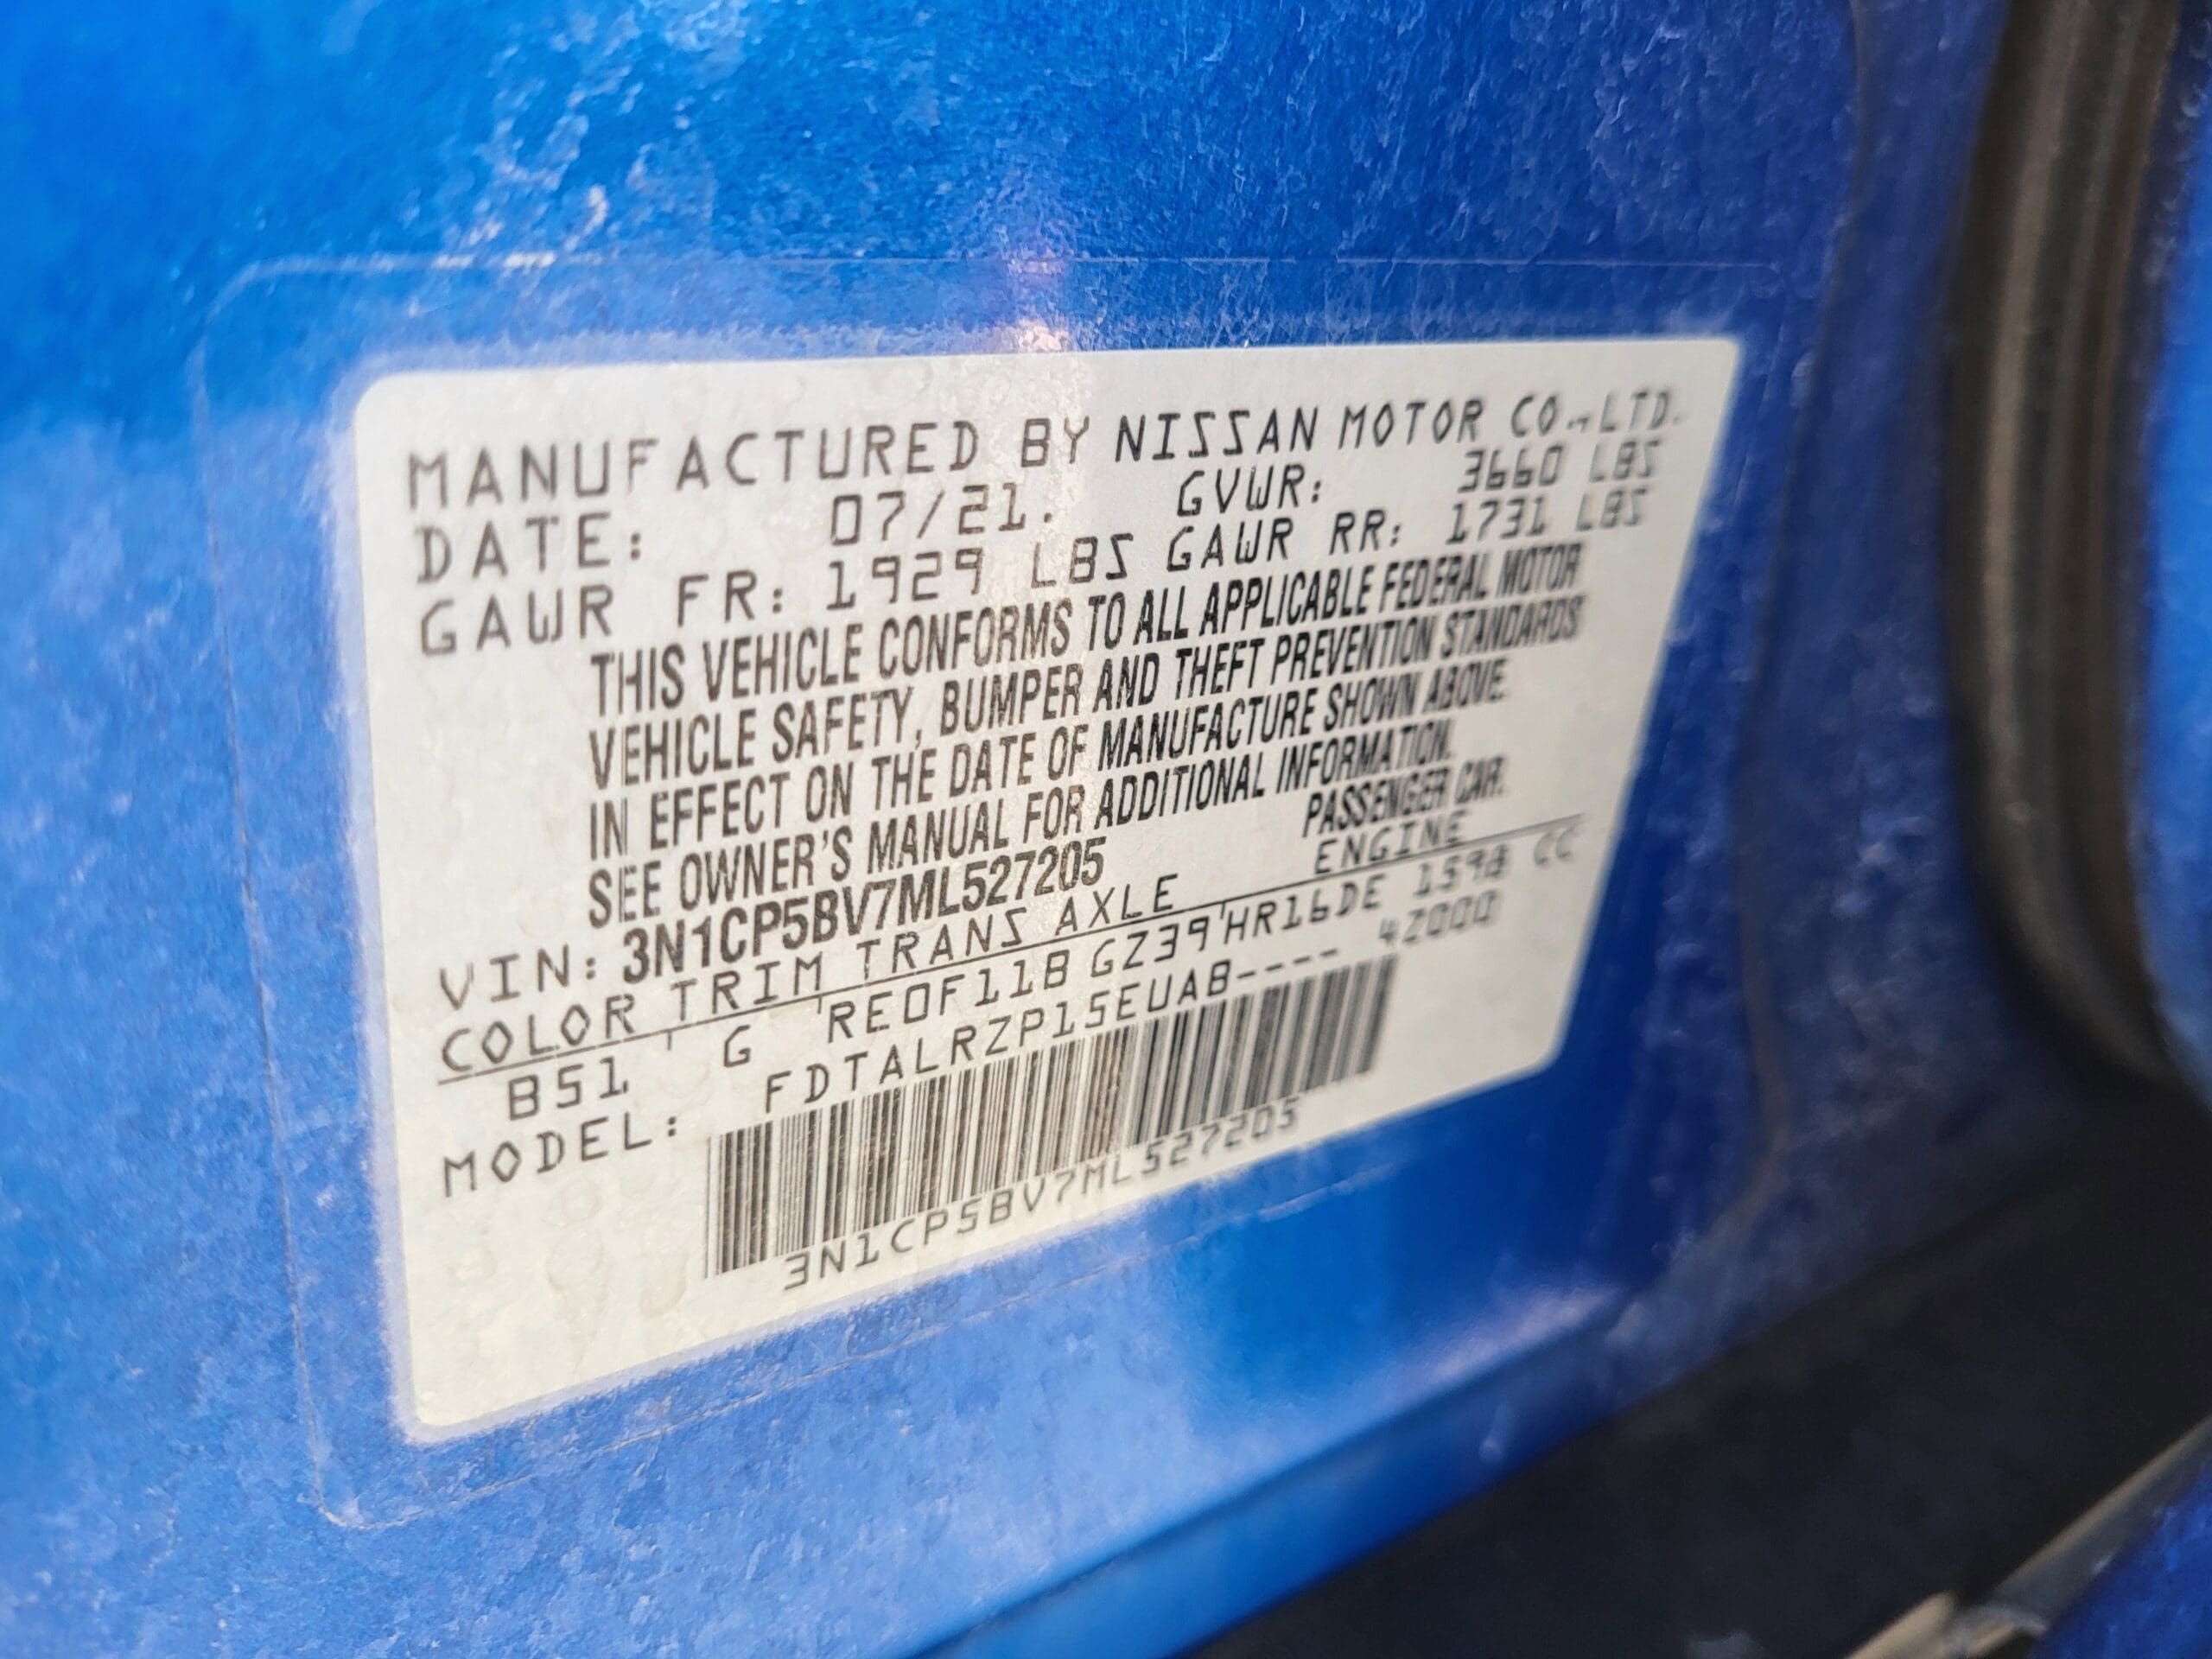 MANUFACTURED BY NISSAN MOTOR CO.,LTD.
DATE: 07/21. GVWR: 3660 LBS
GAWR FR: 1929 LBS GAWR RR: 1731 LBS
THIS VEHICLE CONFORMS TO ALL APPLICABLE FEDERAL MOTOR
VEHICLE SAFETY, BUMPER AND THEFT PREVENTION STANDARDS
IN EFFECT ON THE DATE OF MANUFACTURE SHOWN ABOVE.
SEE OWNER'S MANUAL FOR ADDITIONAL INFORMATION.
VIN: 3N1CP5BV7ML527205 PASSENGER CAR.
COLOR TRIM TRANS AXLE ENGINE
B51 G RE0F11B GZ39 HR16DE 1598 CC
MODEL: FDTALRZP15EUAB---- 4Z000
3N1CP5BV7ML527205